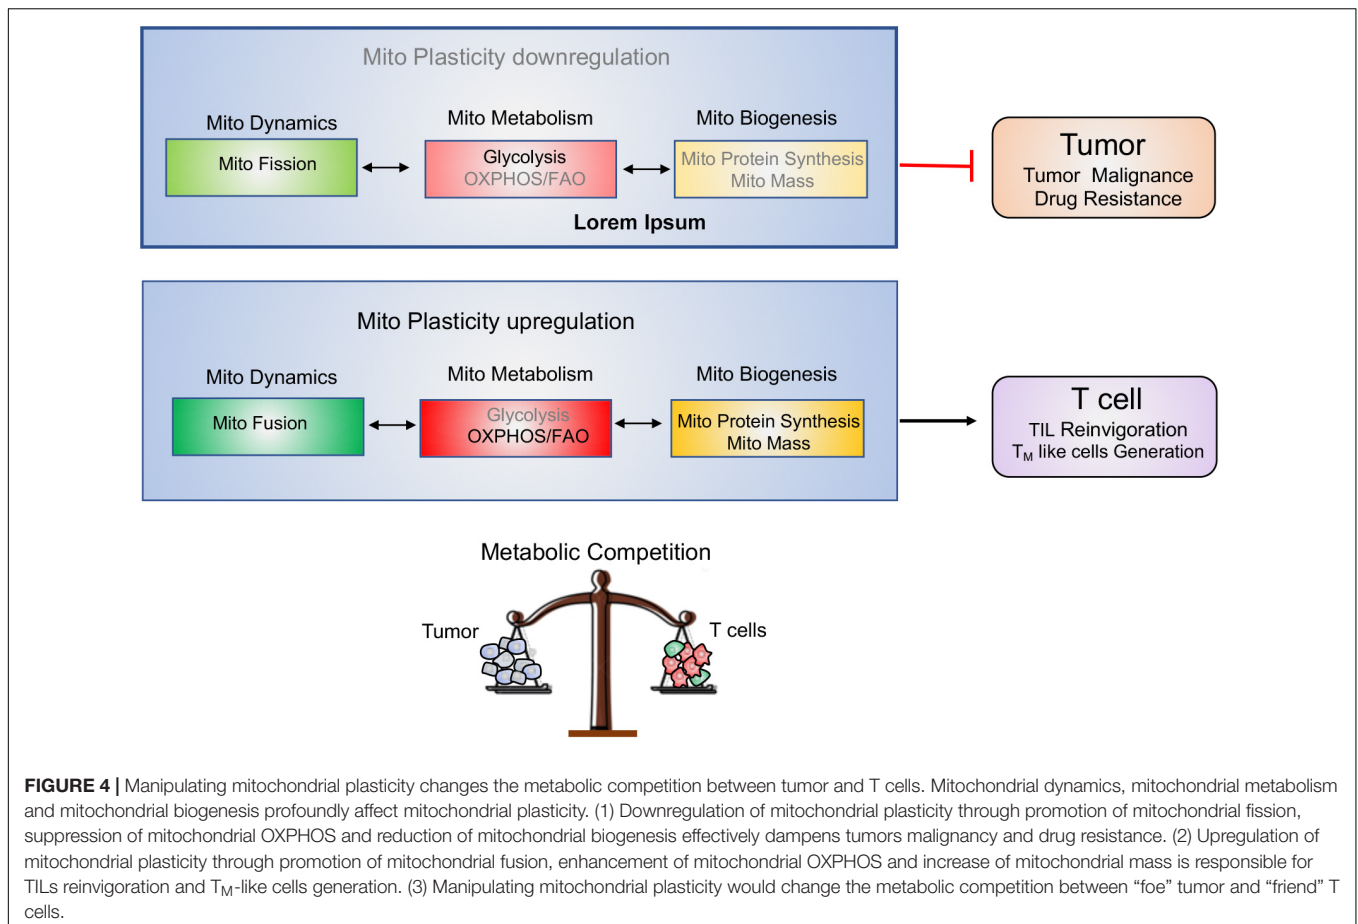 Mito Plasticity downregulation
Mito Dynamics
Mito Fission
Mito Metabolism
Glycolysis
OXPHOS/FAO
Mito Biogenesis
Mito Protein Synthesis
Mito Mass
Lorem Ipsum
Tumor
Tumor Malignance
Drug Resistance
Mito Plasticity upregulation
Mito Dynamics
Mito Fusion
Mito Metabolism
Glycolysis
OXPHOS/FAO
Mito Biogenesis
Mito Protein Synthesis
Mito Mass
T cell
TIL Reinvigoration
TM like cells Generation
Metabolic Competition
Tumor
T cells
FIGURE 4 | Manipulating mitochondrial plasticity changes the metabolic competition between tumor and T cells. Mitochondrial dynamics, mitochondrial metabolism
and mitochondrial biogenesis profoundly affect mitochondrial plasticity. (1) Downregulation of mitochondrial plasticity through promotion of mitochondrial fission,
suppression of mitochondrial OXPHOS and reduction of mitochondrial biogenesis effectively dampens tumors malignancy and drug resistance. (2) Upregulation of
mitochondrial plasticity through promotion of mitochondrial fusion, enhancement of mitochondrial OXPHOS and increase of mitochondrial mass is responsible for
TILs reinvigoration and TM-like cells generation. (3) Manipulating mitochondrial plasticity would change the metabolic competition between “foe” tumor and “friend” T
cells.